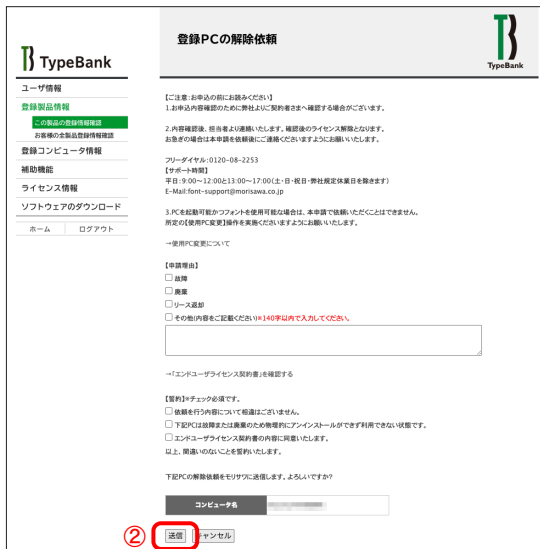 TypeBank
登録PCの解除依頼
TypeBank
ユーザ情報
登録製品情報
この製品の登録情報確認
お客様の全製品登録情報確認
登録コンピュータ情報
補助機能
ライセンス情報
ソフトウェアのダウンロード
ホーム
ログアウト
【ご注意:お申込の前にお読みください】
1.お申込内容確認のために弊社よりご契約者さまへ確認する場合がございます。
2.内容確認後、担当者より連絡いたします。確認後のライセンス解除となります。
お急ぎの場合は本申請を依頼後にご連絡くださいますようにお願いいたします。
フリーダイヤル:0120-08-2253
【サポート時間】
平日:9:00～12:00と13:00～17:00(土・日・祝日・弊社規定休業日を除きます)
E-Mail:font-support@morisawa.co.jp
3.PCを起動可能かつフォントを使用可能な場合は、本申請で依頼いただくことはできません。
所定の【使用PC変更】操作を実施くださいますようにお願いいたします。
→使用PC変更について
【申請理由】
故障
廃棄
リース返却
その他(内容をご記載ください)※140字以内で入力してください。
→「エンドユーザライセンス契約書」を確認する
【誓約】※チェック必須です。
依頼を行う内容について相違はございません。
下記PCは故障または廃棄のため物理的にアンインストールができず利用できない状態です。
エンドユーザライセンス契約書の内容に同意いたします。
以上、間違いのないことを誓約いたします。
下記PCの解除依頼をモリサワに送信します。よろしいですか?
コンピュータ名
② 送信 キャンセル